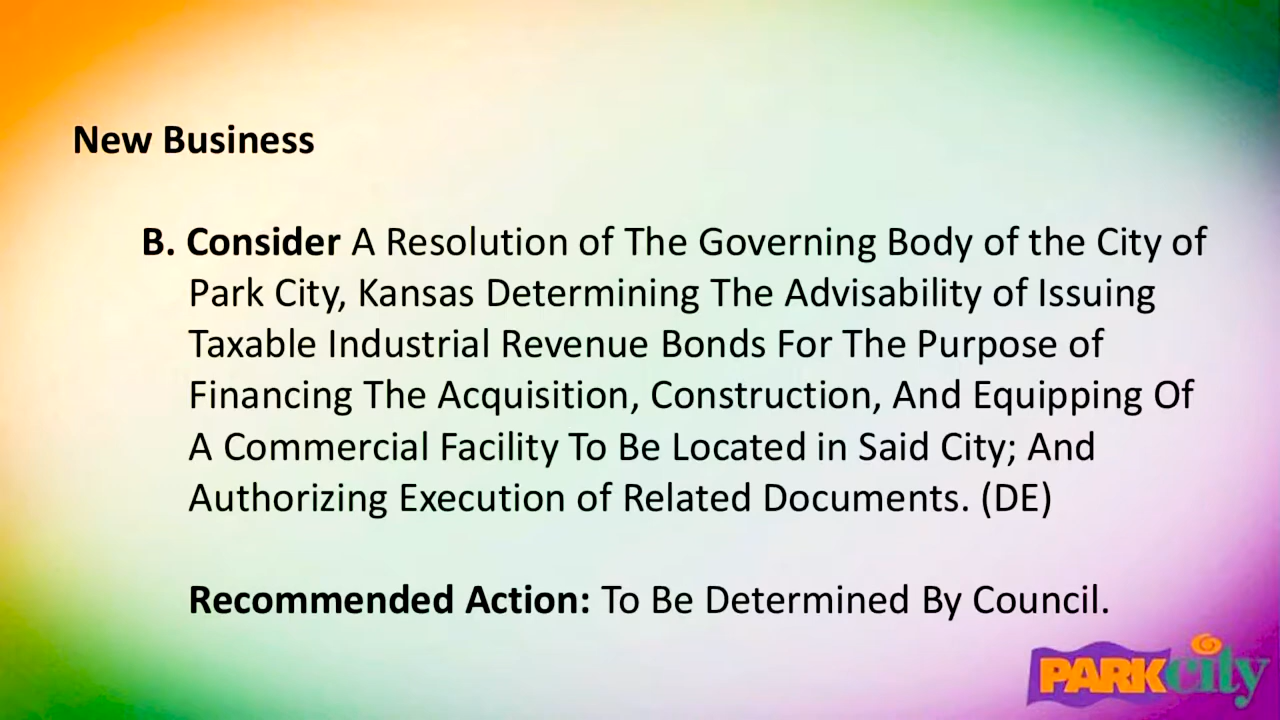 New Business
B. Consider A Resolution of The Governing Body of the City of
Park City, Kansas Determining The Advisability of Issuing
Taxable Industrial Revenue Bonds For The Purpose of
Financing The Acquisition, Construction, And Equipping Of
A Commercial Facility To Be Located in Said City; And
Authorizing Execution of Related Documents. (DE)
Recommended Action: To Be Determined By Council.
PARKcity